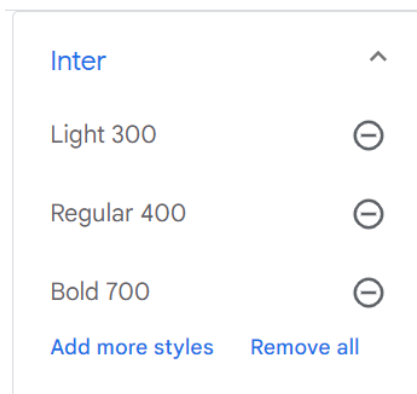 Inter
Light 300
Regular 400
Bold 700
Add more styles Remove all